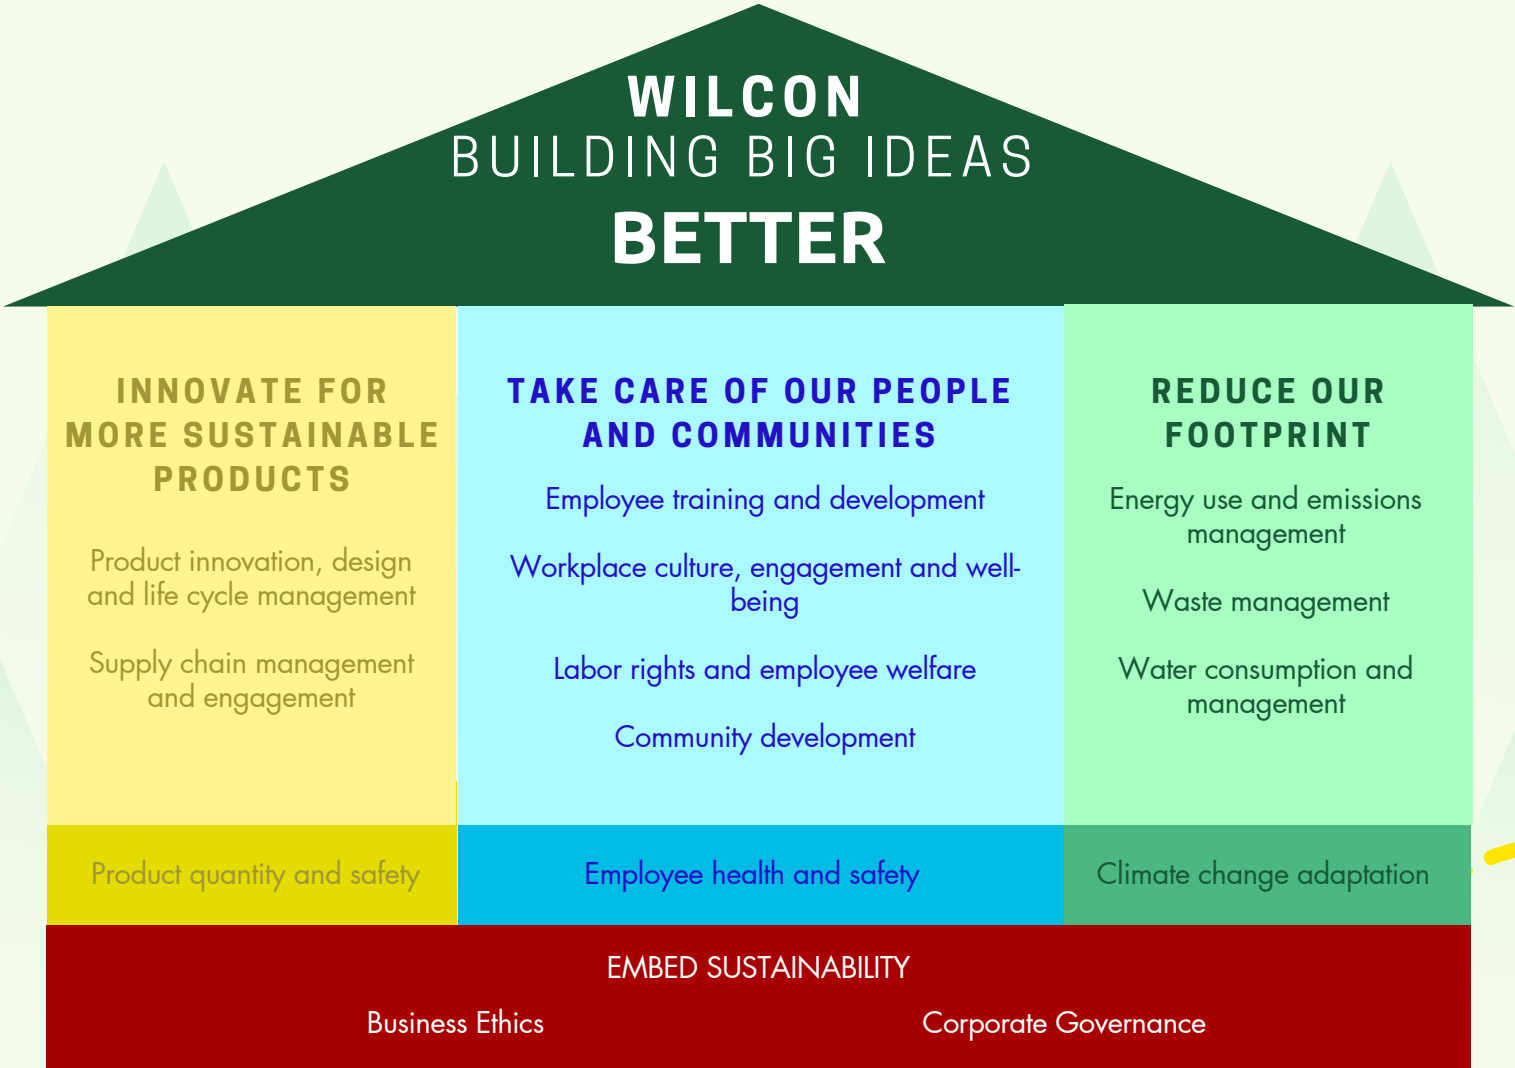 WILCON
BUILDING BIG IDEAS
BETTER
INNOVATE FOR
MORE SUSTAINABLE
PRODUCTS
Product innovation, design
and life cycle management
Supply chain management
and engagement
Product quantity and safety
TAKE CARE OF OUR PEOPLE
AND COMMUNITIES
Employee training and development
Workplace culture, engagement and well-
being
Labor rights and employee welfare
Community development
Employee health and safety
REDUCE OUR
FOOTPRINT
Energy use and emissions
management
Waste management
Water consumption and
management
Climate change adaptation
EMBED SUSTAINABILITY
Business Ethics
Corporate Governance